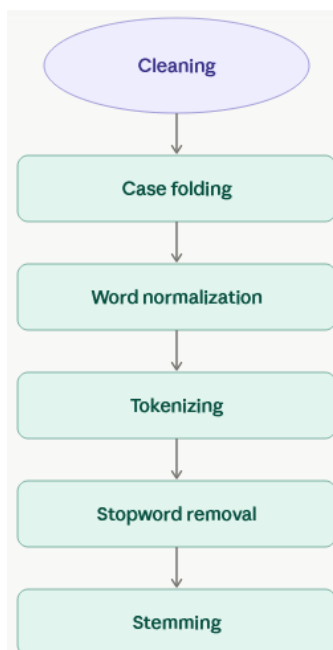 Cleaning
Case folding
Word normalization
Tokenizing
Stopword removal
Stemming